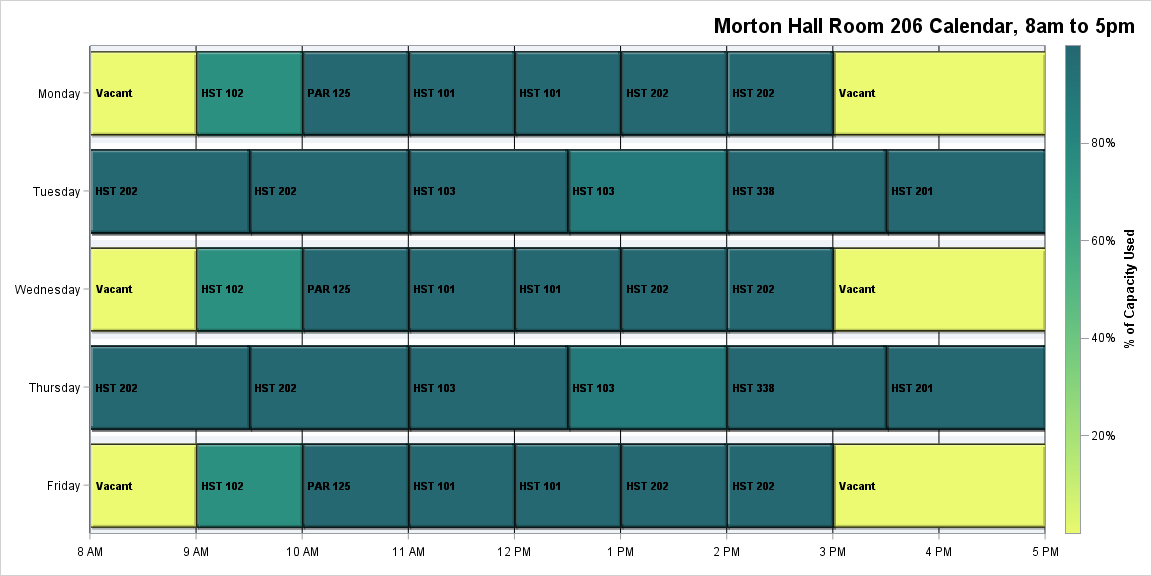 Morton Hall Room 206 Calendar, 8am to 5pm
Monday
Vacant
HST 102
PAR 125
HST 101
HST 101
HST 202
HST 202
Vacant
Tuesday
HST 202
HST 202
HST 103
HST 103
HST 338
HST 201
Wednesday
Vacant
HST 102
PAR 125
HST 101
HST 101
HST 202
HST 202
Vacant
Thursday
HST 202
HST 202
HST 103
HST 103
HST 338
HST 201
Friday
Vacant
HST 102
PAR 125
HST 101
HST 101
HST 202
HST 202
Vacant
8 AM
9 AM
10 AM
11 AM
12 PM
1 PM
2 PM
3 PM
4 PM
5 PM
80%
60%
40%
20%
% of Capacity Used